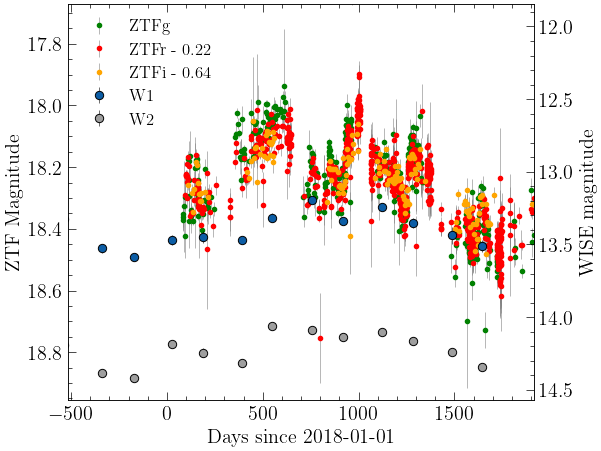 ZTFg
ZTFr - 0.22
ZTFi - 0.64
W1
W2
17.8
18.0
18.2
18.4
18.6
18.8
ZTF Magnitude
12.0
12.5
13.0
13.5
14.0
14.5
WISE magnitude
−500
0
500
1000
1500
Days since 2018-01-01